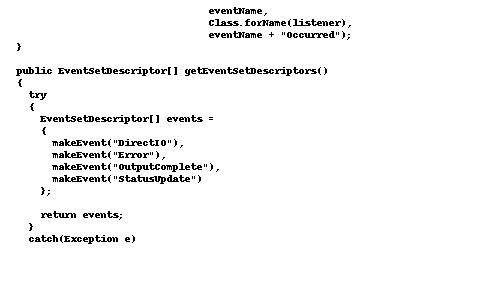 eventName,
Class.forName(listener),
eventName + "Occurred");
}
public EventSetDescriptor[] getEventSetDescriptors()
{
try
{
EventSetDescriptor[] events =
{
makeEvent("DirectIO"),
makeEvent("Error"),
makeEvent("OutputComplete"),
makeEvent("StatusUpdate")
};
return events;
}
catch(Exception e)